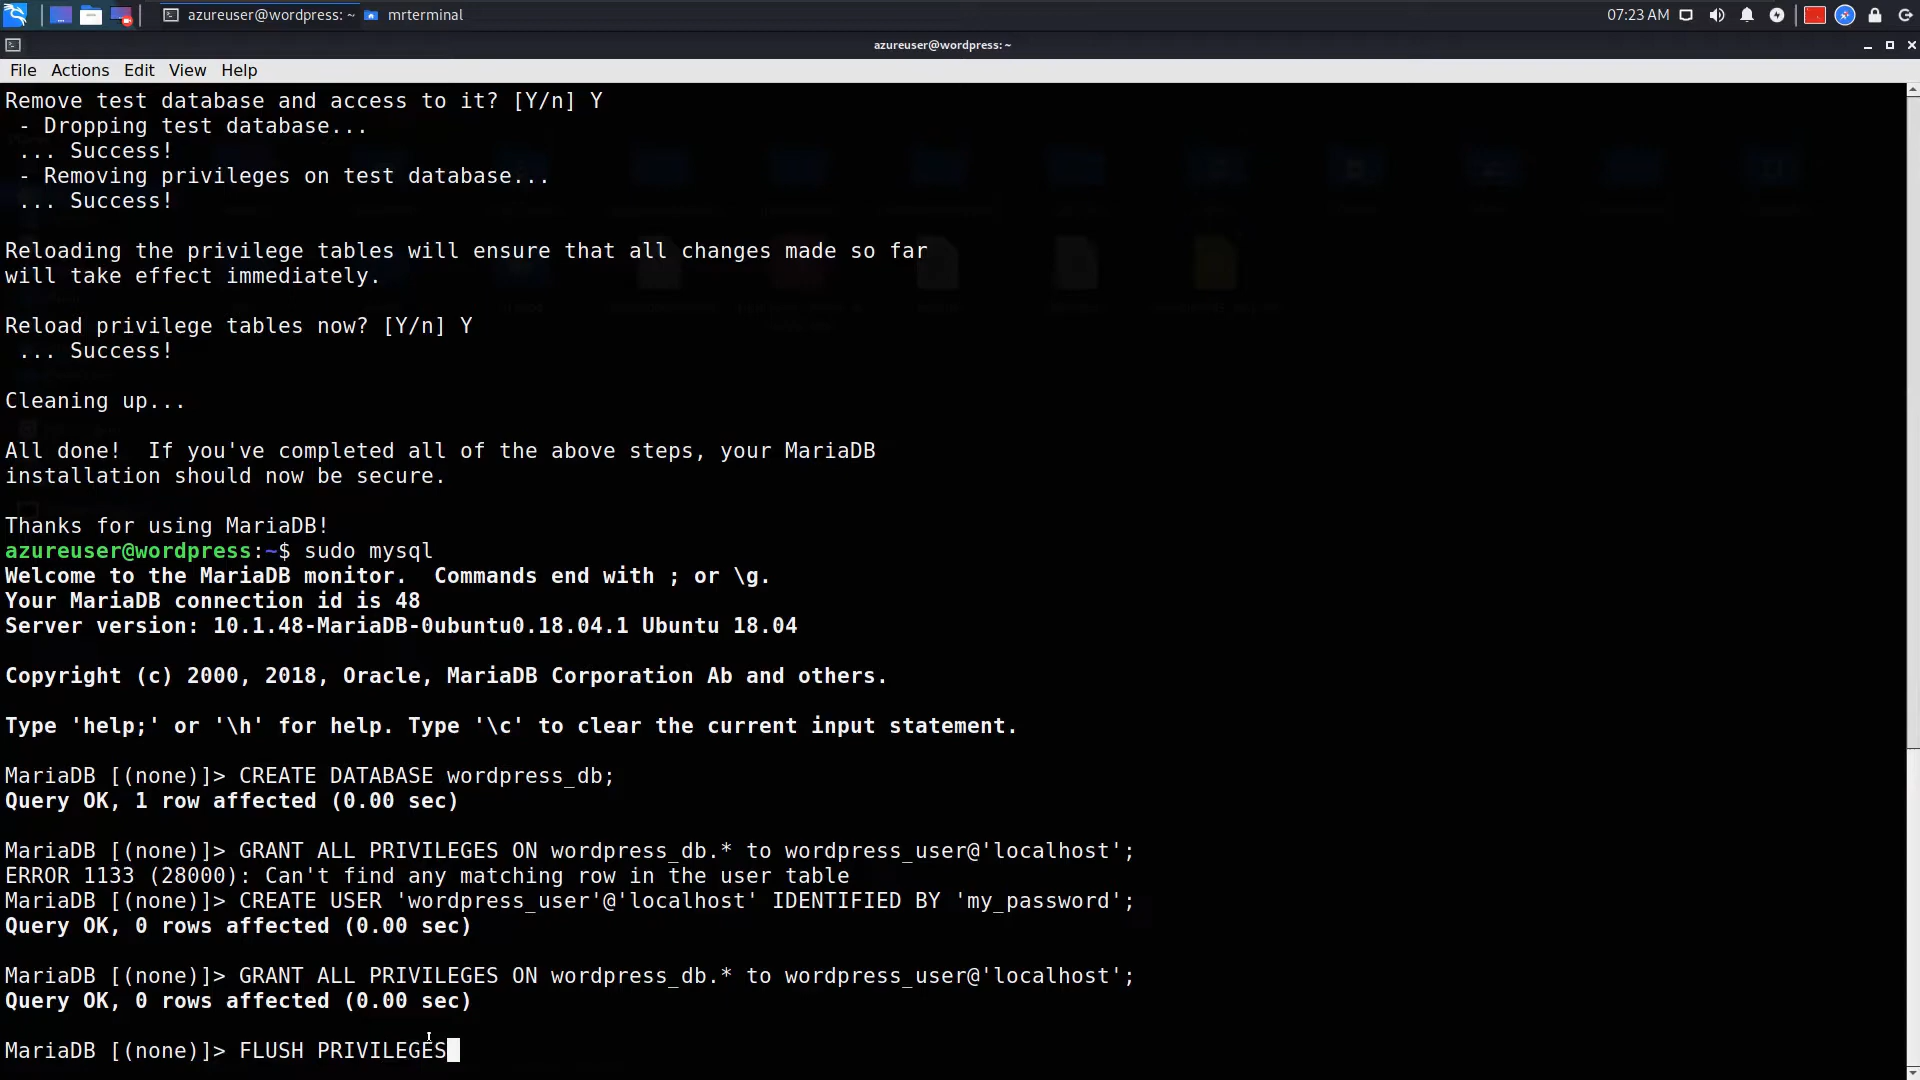 azureuser@wordpress: ~
mrterminal
07:23 AM
azureuser@wordpress: ~
File Actions Edit View Help
Remove test database and access to it? [Y/n] Y
 - Dropping test database...
 ... Success!
 - Removing privileges on test database...
 ... Success!
Reloading the privilege tables will ensure that all changes made so far
will take effect immediately.
Reload privilege tables now? [Y/n] Y
 ... Success!
Cleaning up...
All done!  If you've completed all of the above steps, your MariaDB
installation should now be secure.
Thanks for using MariaDB!
azureuser@wordpress:~$ sudo mysql
Welcome to the MariaDB monitor.  Commands end with ; or \g.
Your MariaDB connection id is 48
Server version: 10.1.48-MariaDB-0ubuntu0.18.04.1 Ubuntu 18.04
Copyright (c) 2000, 2018, Oracle, MariaDB Corporation Ab and others.
Type 'help;' or '\h' for help. Type '\c' to clear the current input statement.
MariaDB [(none)]> CREATE DATABASE wordpress_db;
Query OK, 1 row affected (0.00 sec)
MariaDB [(none)]> GRANT ALL PRIVILEGES ON wordpress_db.* to wordpress_user@'localhost';
ERROR 1133 (28000): Can't find any matching row in the user table
MariaDB [(none)]> CREATE USER 'wordpress_user'@'localhost' IDENTIFIED BY 'my_password';
Query OK, 0 rows affected (0.00 sec)
MariaDB [(none)]> GRANT ALL PRIVILEGES ON wordpress_db.* to wordpress_user@'localhost';
Query OK, 0 rows affected (0.00 sec)
MariaDB [(none)]> FLUSH PRIVILEGES